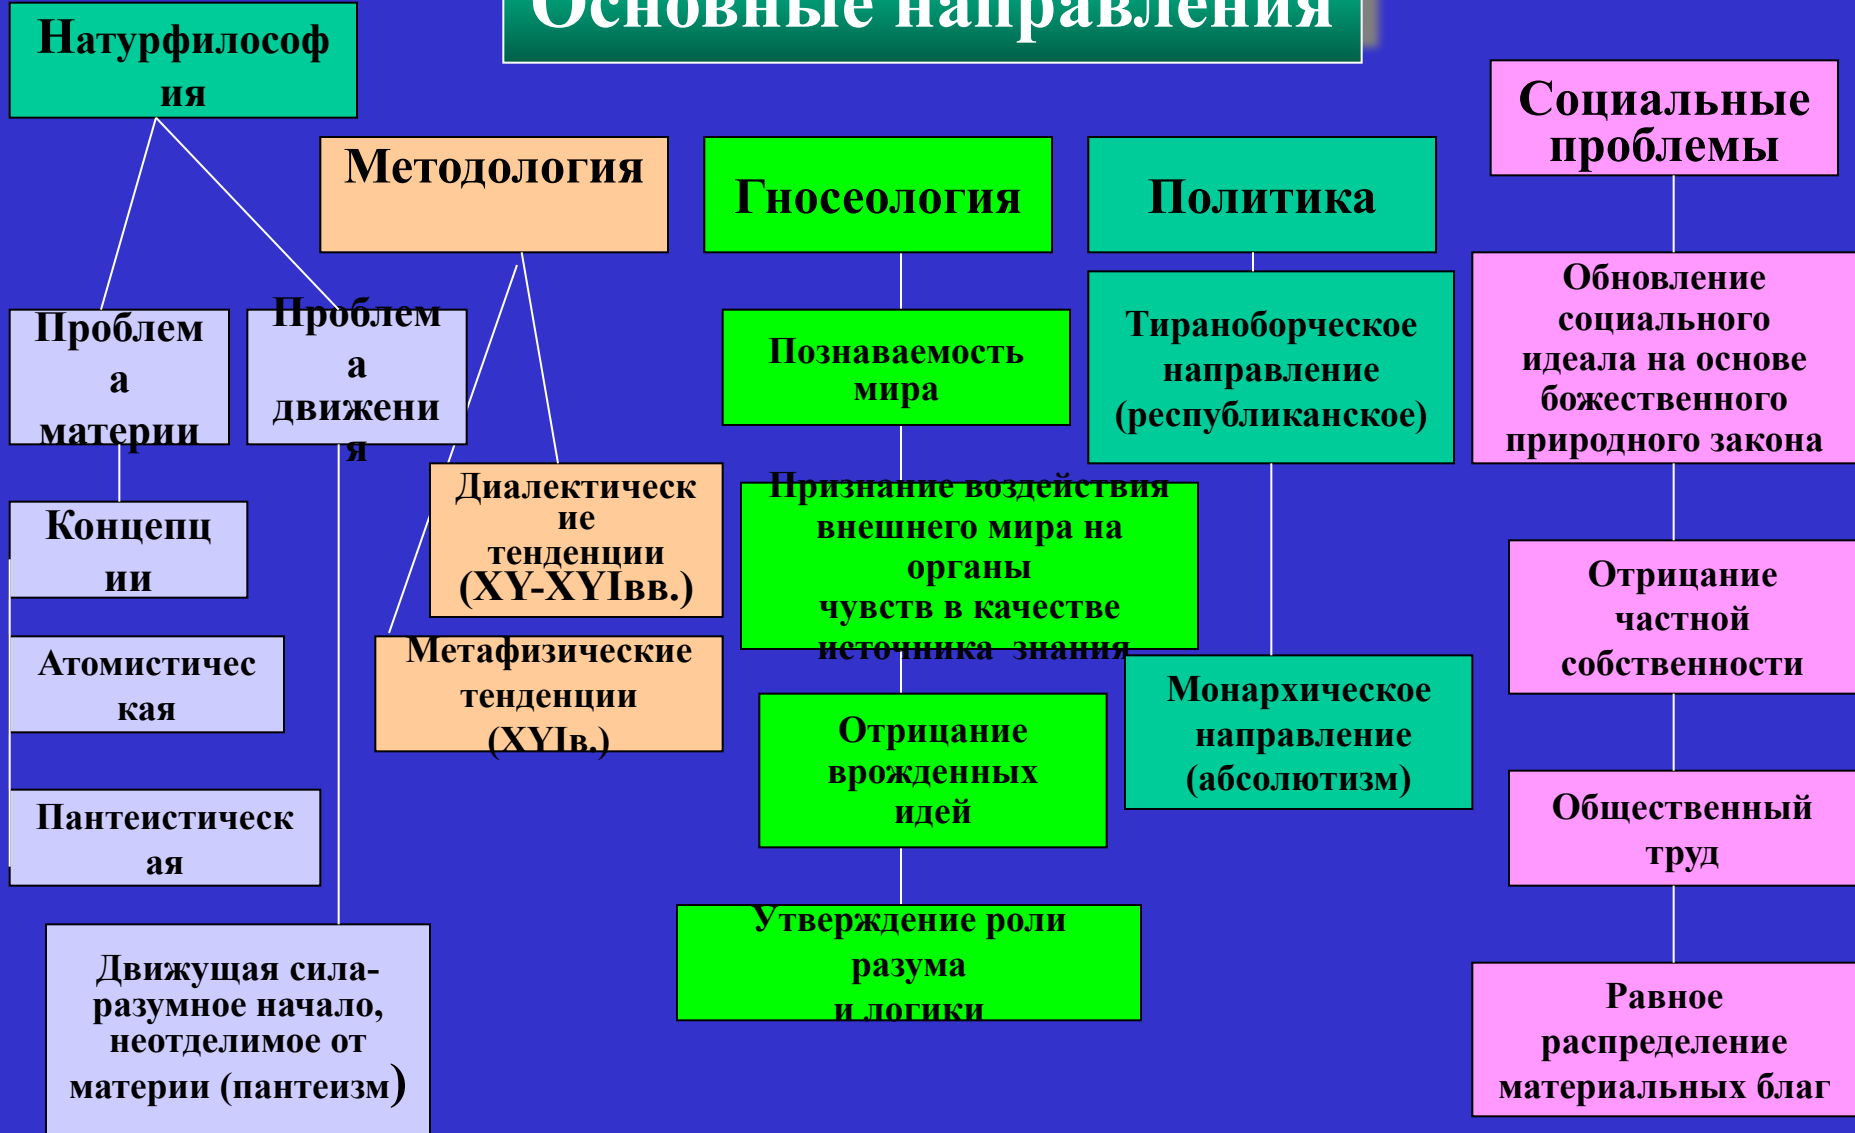 Основные направления
Натурфилософ
ия
Методология
Гносеология
Политика
Социальные
проблемы
Проблем
а
материи
Проблем
а
движени
я
Концепц
ии
Атомистичес
кая
Пантеистическ
ая
Движущая сила-
разумное начало,
неотделимое от
материи (пантеизм)
Диалектическ
ие
тенденции
(XY-XYIвв.)
Метафизические
тенденции
(XYIв.)
Познаваемость
мира
Признание воздействия
внешнего мира на
органы
чувств в качестве
источника знания
Отрицание
врожденных
идей
Утверждение роли
разума
и логики
Тираноборческое
направление
(республиканское)
Монархическое
направление
(абсолютизм)
Обновление
социального
идеала на основе
божественного
природного закона
Отрицание
частной
собственности
Общественный
труд
Равное
распределение
материальных благ